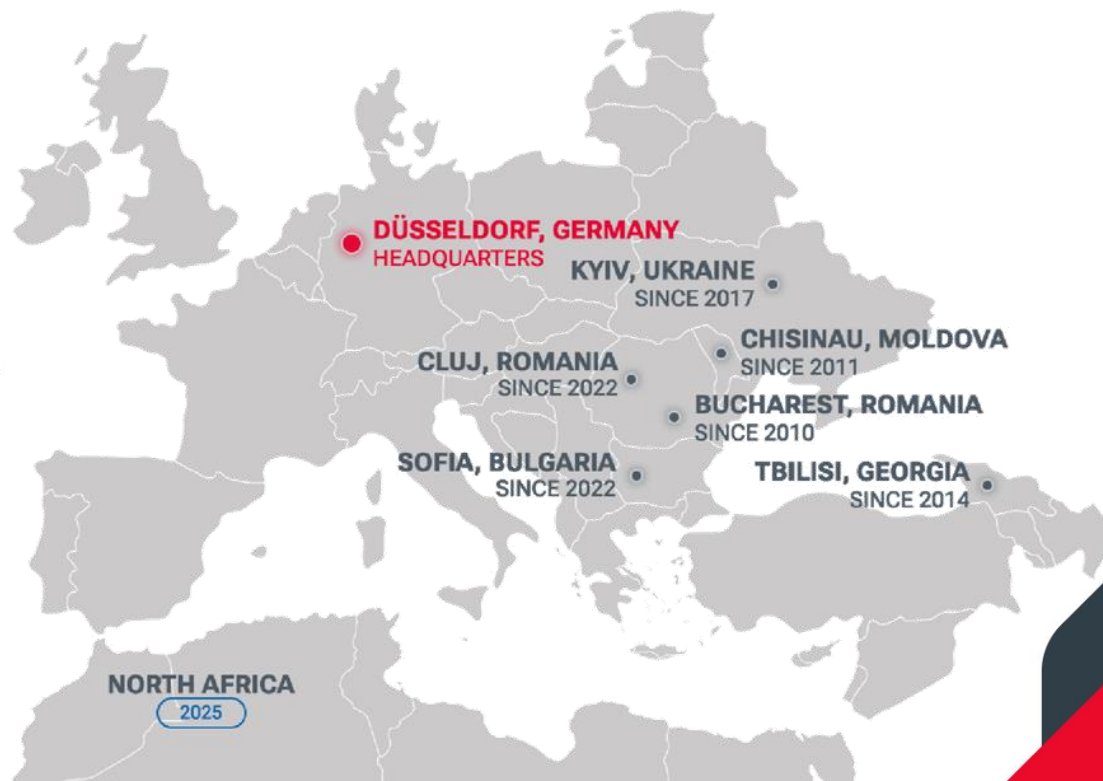 DÜSSELDORF, GERMANY
HEADQUARTERS
KYIV, UKRAINE
SINCE 2017
CHISINAU, MOLDOVA
SINCE 2011
CLUJ, ROMANIA
SINCE 2022
BUCHAREST, ROMANIA
SINCE 2010
SOFIA, BULGARIA
SINCE 2022
TBILISI, GEORGIA
SINCE 2014
NORTH AFRICA
2025